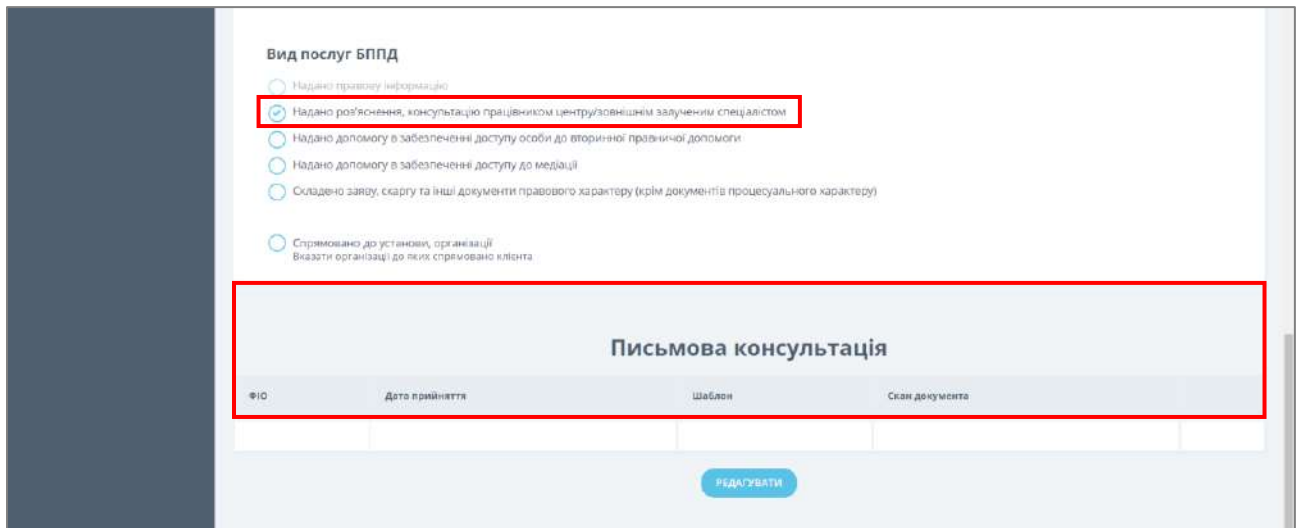 Вид послуг БППД
Надано правову інформацію
Надано роз'яснення, консультацію працівником центру/зовнішнім залученим спеціалістом
Надано допомогу в забезпеченні доступу особи до вторинної правничої допомоги
Надано допомогу в забезпеченні доступу до медіації
Складено заяву, скаргу та інші документи правового характеру (крім документів процесуального характеру)
Спрямовано до установи, організації
Вказати організації до яких спрямовано клієнта
Письмова консультація
ФІО Дата прийняття Шаблон Скан документа
РЕДАГУВАТИ